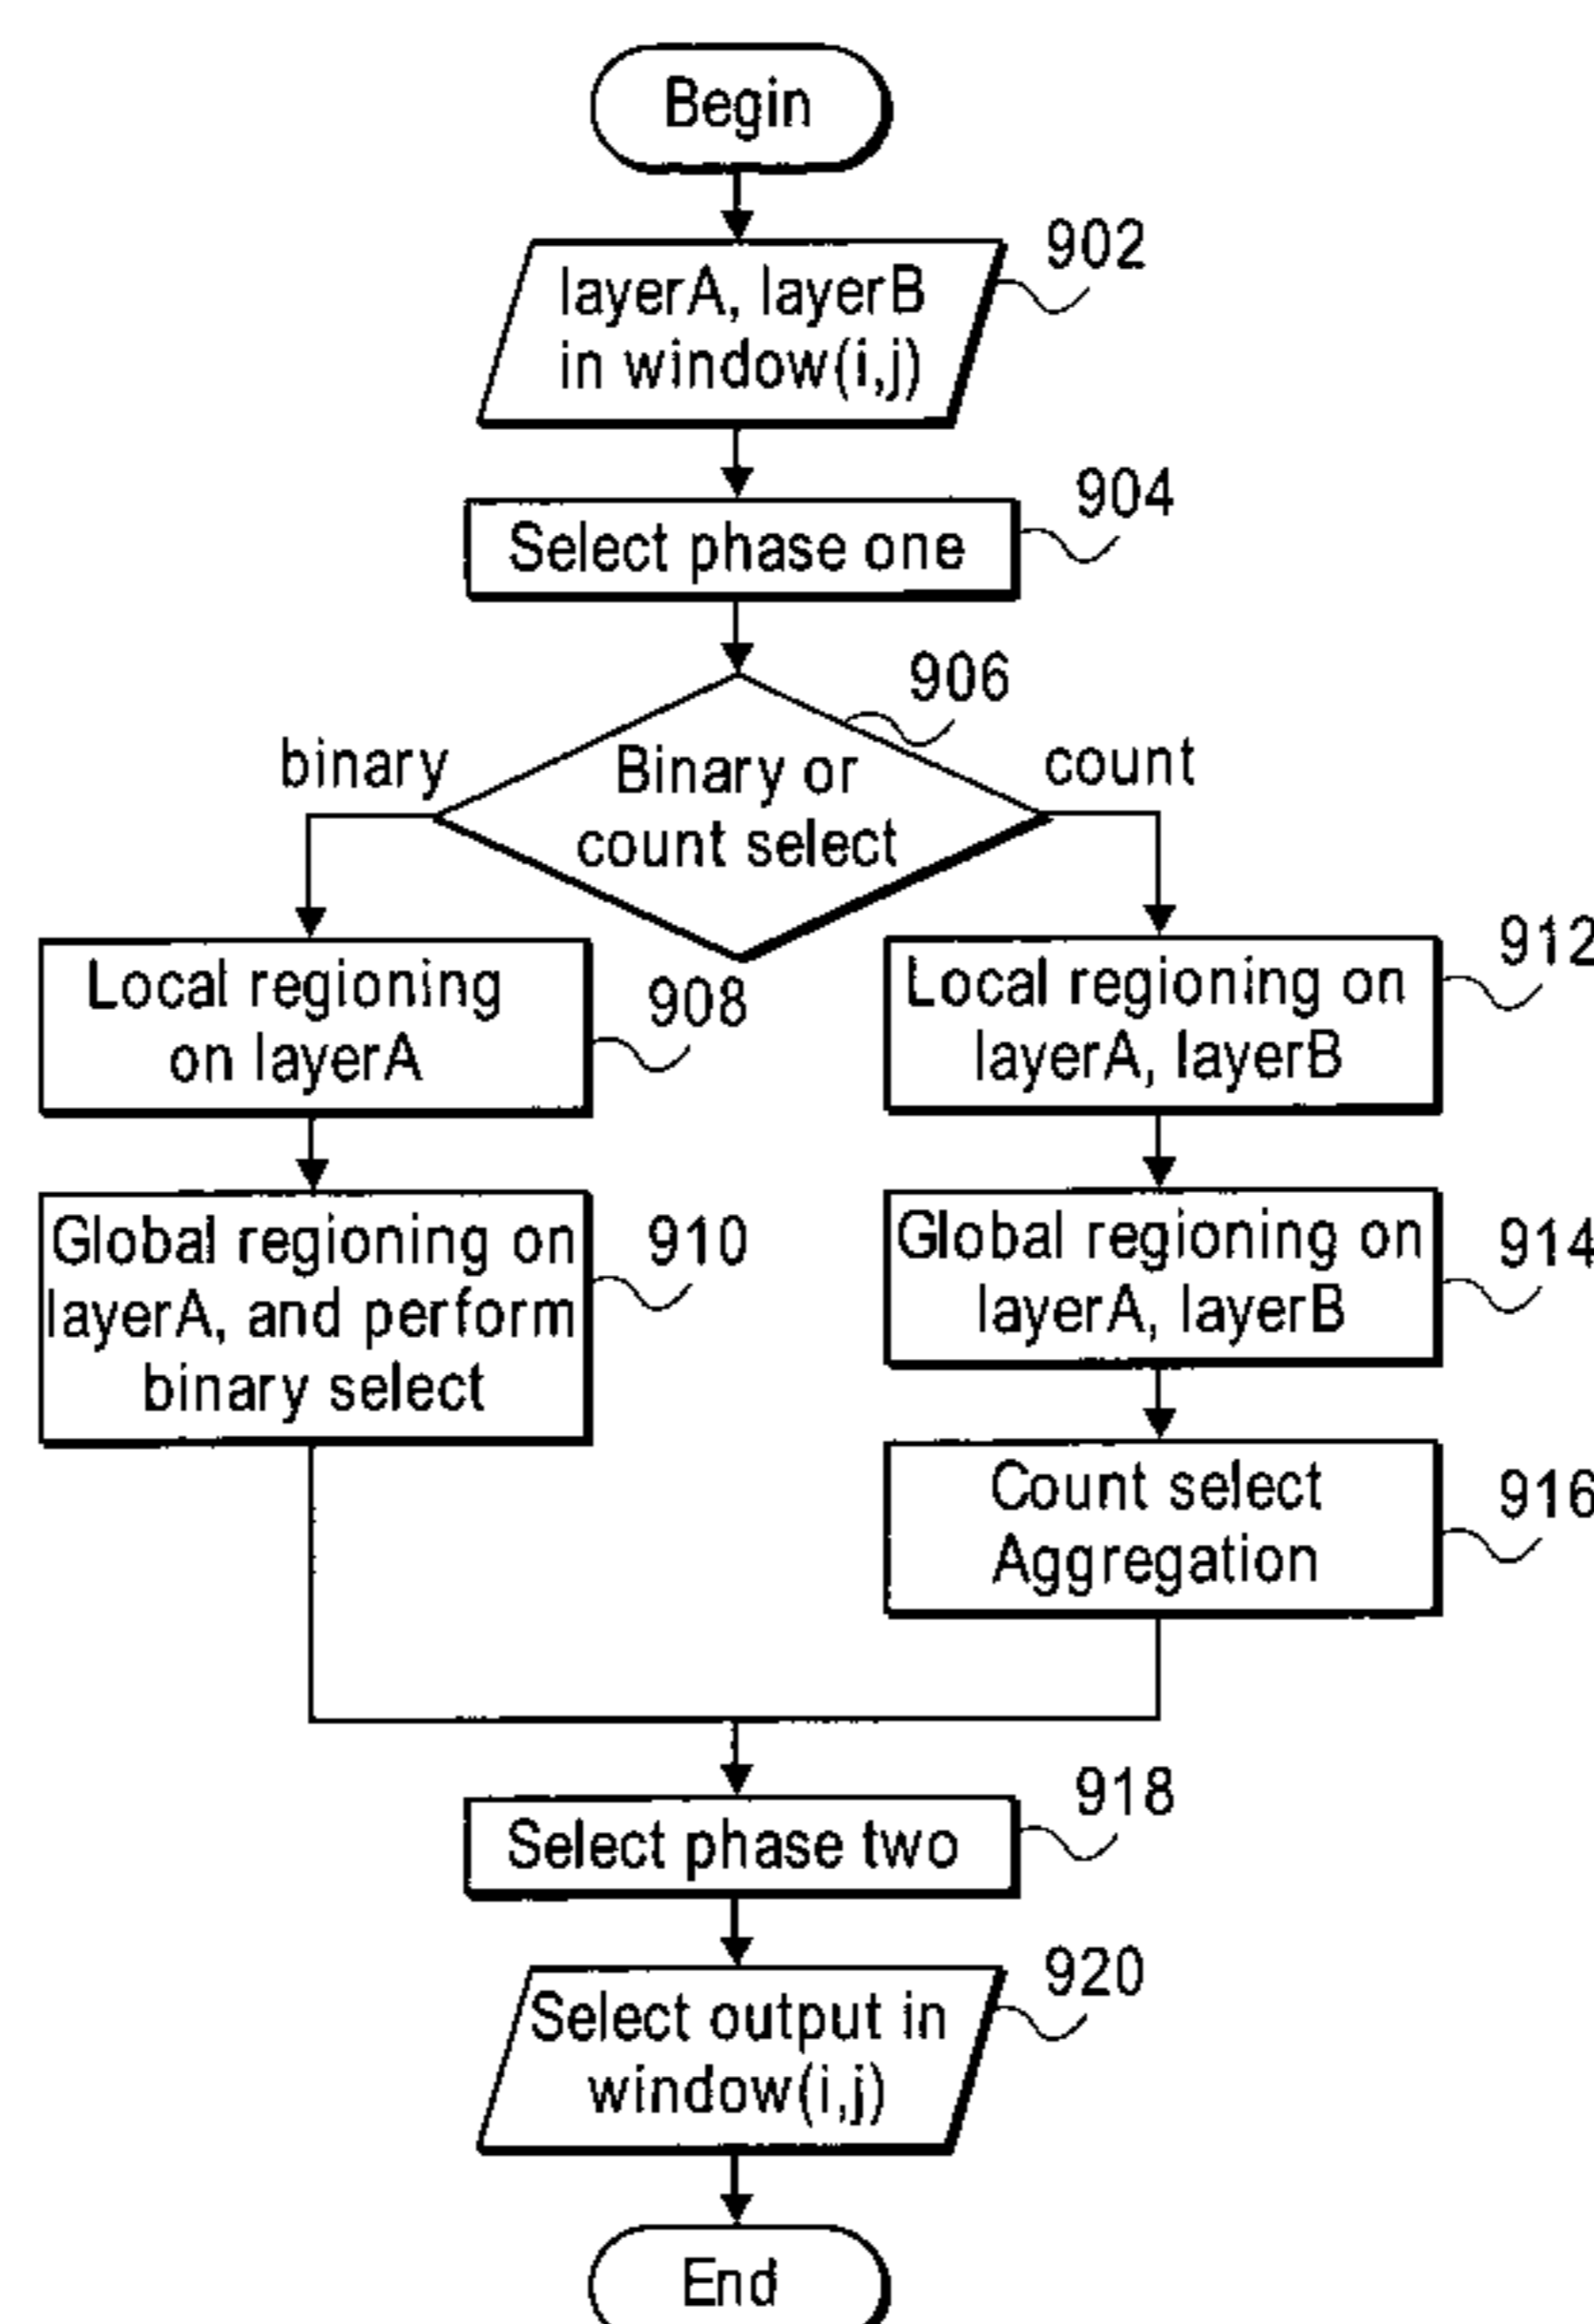 Begin
layerA, layerB
in window(i,j)
902
Select phase one
904
906
binary
Binary or
count select
count
Local regioning
on layerA
908
Local regioning on
layerA, layerB
912
Global regioning on
layerA, and perform
binary select
910
Global regioning on
layerA, layerB
914
Count select
Aggregation
916
Select phase two
918
Select output in
window(i,j)
920
End